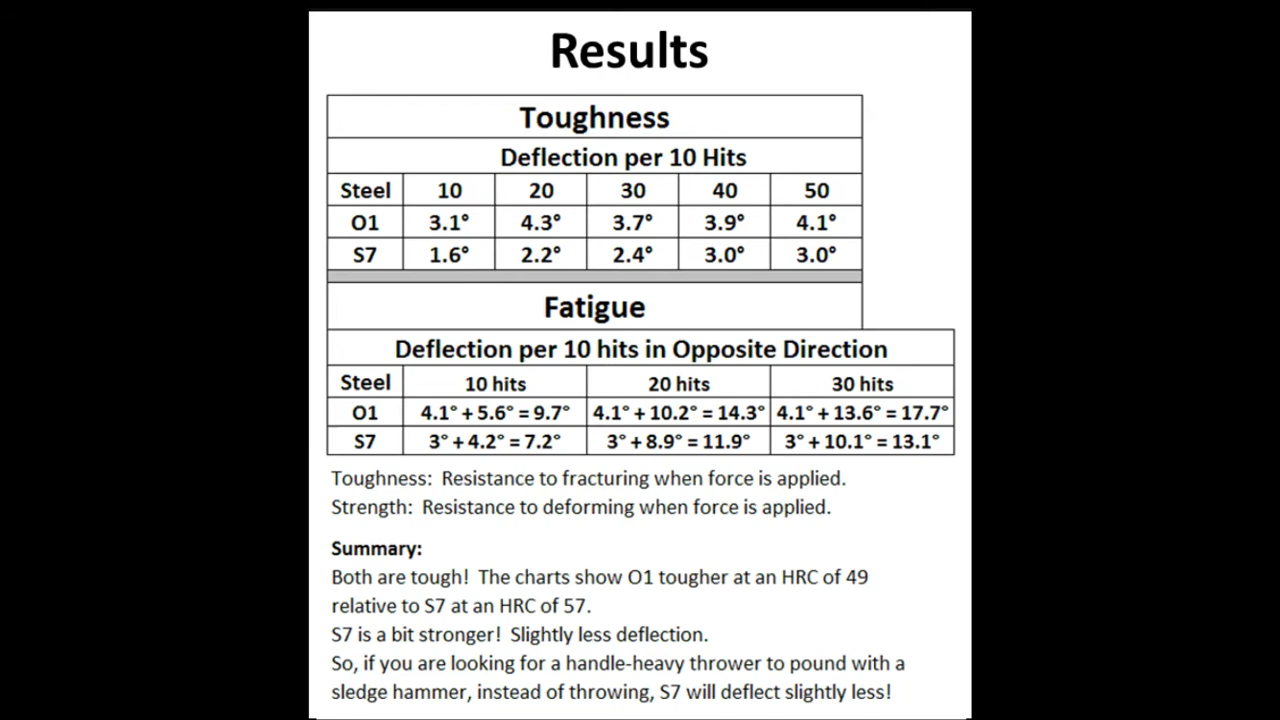 Results
Toughness
Deflection per 10 Hits
Steel 10 20 30 40 50
O1 3.1° 4.3° 3.7° 3.9° 4.1°
S7 1.6° 2.2° 2.4° 3.0° 3.0°
Fatigue
Deflection per 10 hits in Opposite Direction
Steel 10 hits 20 hits 30 hits
O1 4.1° + 5.6° = 9.7° 4.1° + 10.2° = 14.3° 4.1° + 13.6° = 17.7°
S7 3° + 4.2° = 7.2° 3° + 8.9° = 11.9° 3° + 10.1° = 13.1°
Toughness: Resistance to fracturing when force is applied.
Strength: Resistance to deforming when force is applied.
Summary:
Both are tough! The charts show O1 tougher at an HRC of 49
relative to S7 at an HRC of 57.
S7 is a bit stronger! Slightly less deflection.
So, if you are looking for a handle-heavy thrower to pound with a
sledge hammer, instead of throwing, S7 will deflect slightly less!